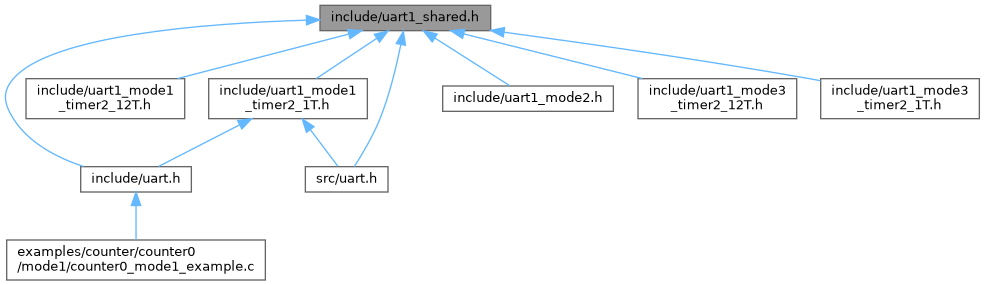 include/uart1_shared.h
include/uart1_mode1
_timer2_12T.h
include/uart1_mode1
_timer2_1T.h
include/uart1_mode2.h
include/uart1_mode3
_timer2_12T.h
include/uart1_mode3
_timer2_1T.h
include/uart.h
src/uart.h
examples/counter/counter0
/mode1/counter0_mode1_example.c